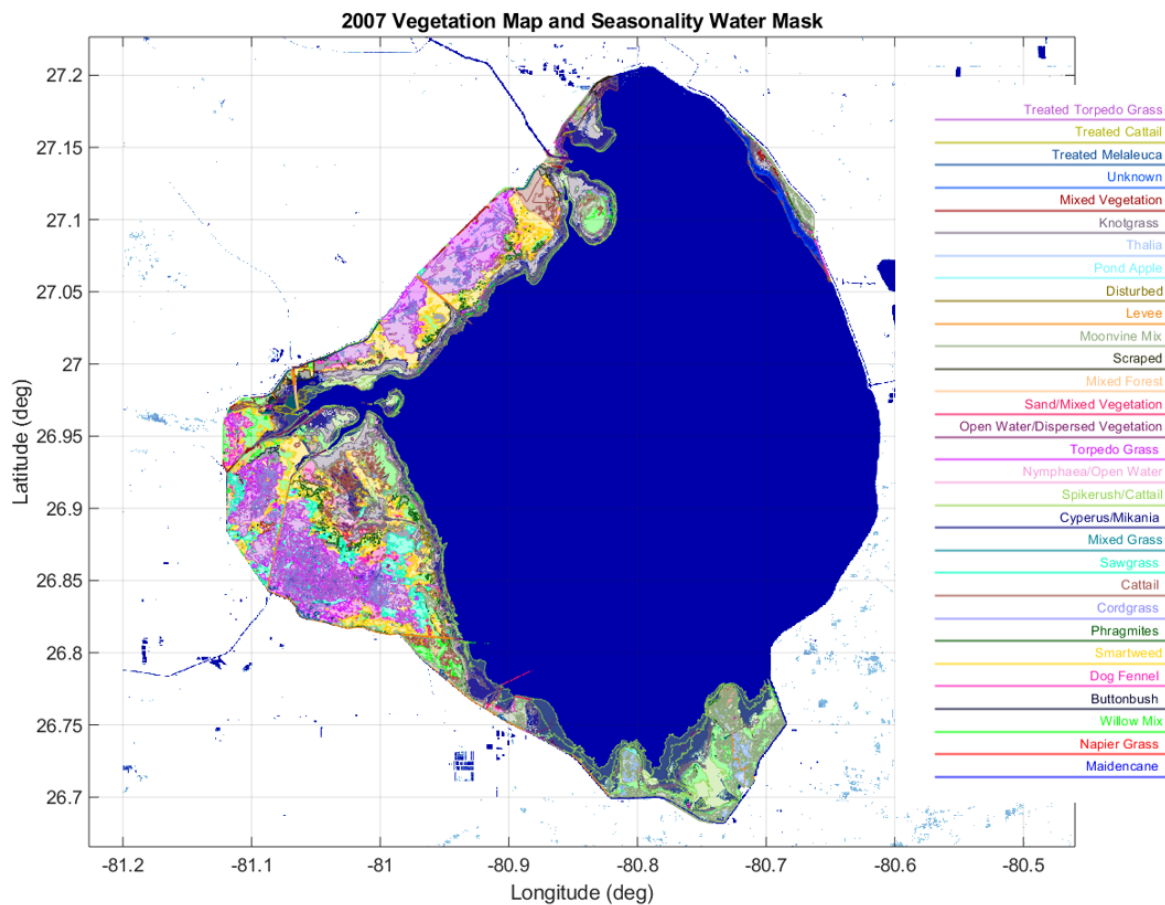 2007 Vegetation Map and Seasonality Water Mask
27.2
27.15
27.1
27.05
27
26.95
26.9
26.85
26.8
26.75
26.7
Latitude (deg)
-81.2 -81.1 -81 -80.9 -80.8 -80.7 -80.6 -80.5
Longitude (deg)
Treated Torpedo Grass
Treated Cattail
Treated Melaleuca
Unknown
Mixed Vegetation
Knotgrass
Thalia
Pond Apple
Disturbed
Levee
Moonvine Mix
Scraped
Mixed Forest
Sand/Mixed Vegetation
Open Water/Dispersed Vegetation
Torpedo Grass
Nymphaea/Open Water
Spikerush/Cattail
Cyperus/Mikania
Mixed Grass
Sawgrass
Cattail
Cordgrass
Phragmites
Smartweed
Dog Fennel
Buttonbush
Willow Mix
Napier Grass
Maidencane